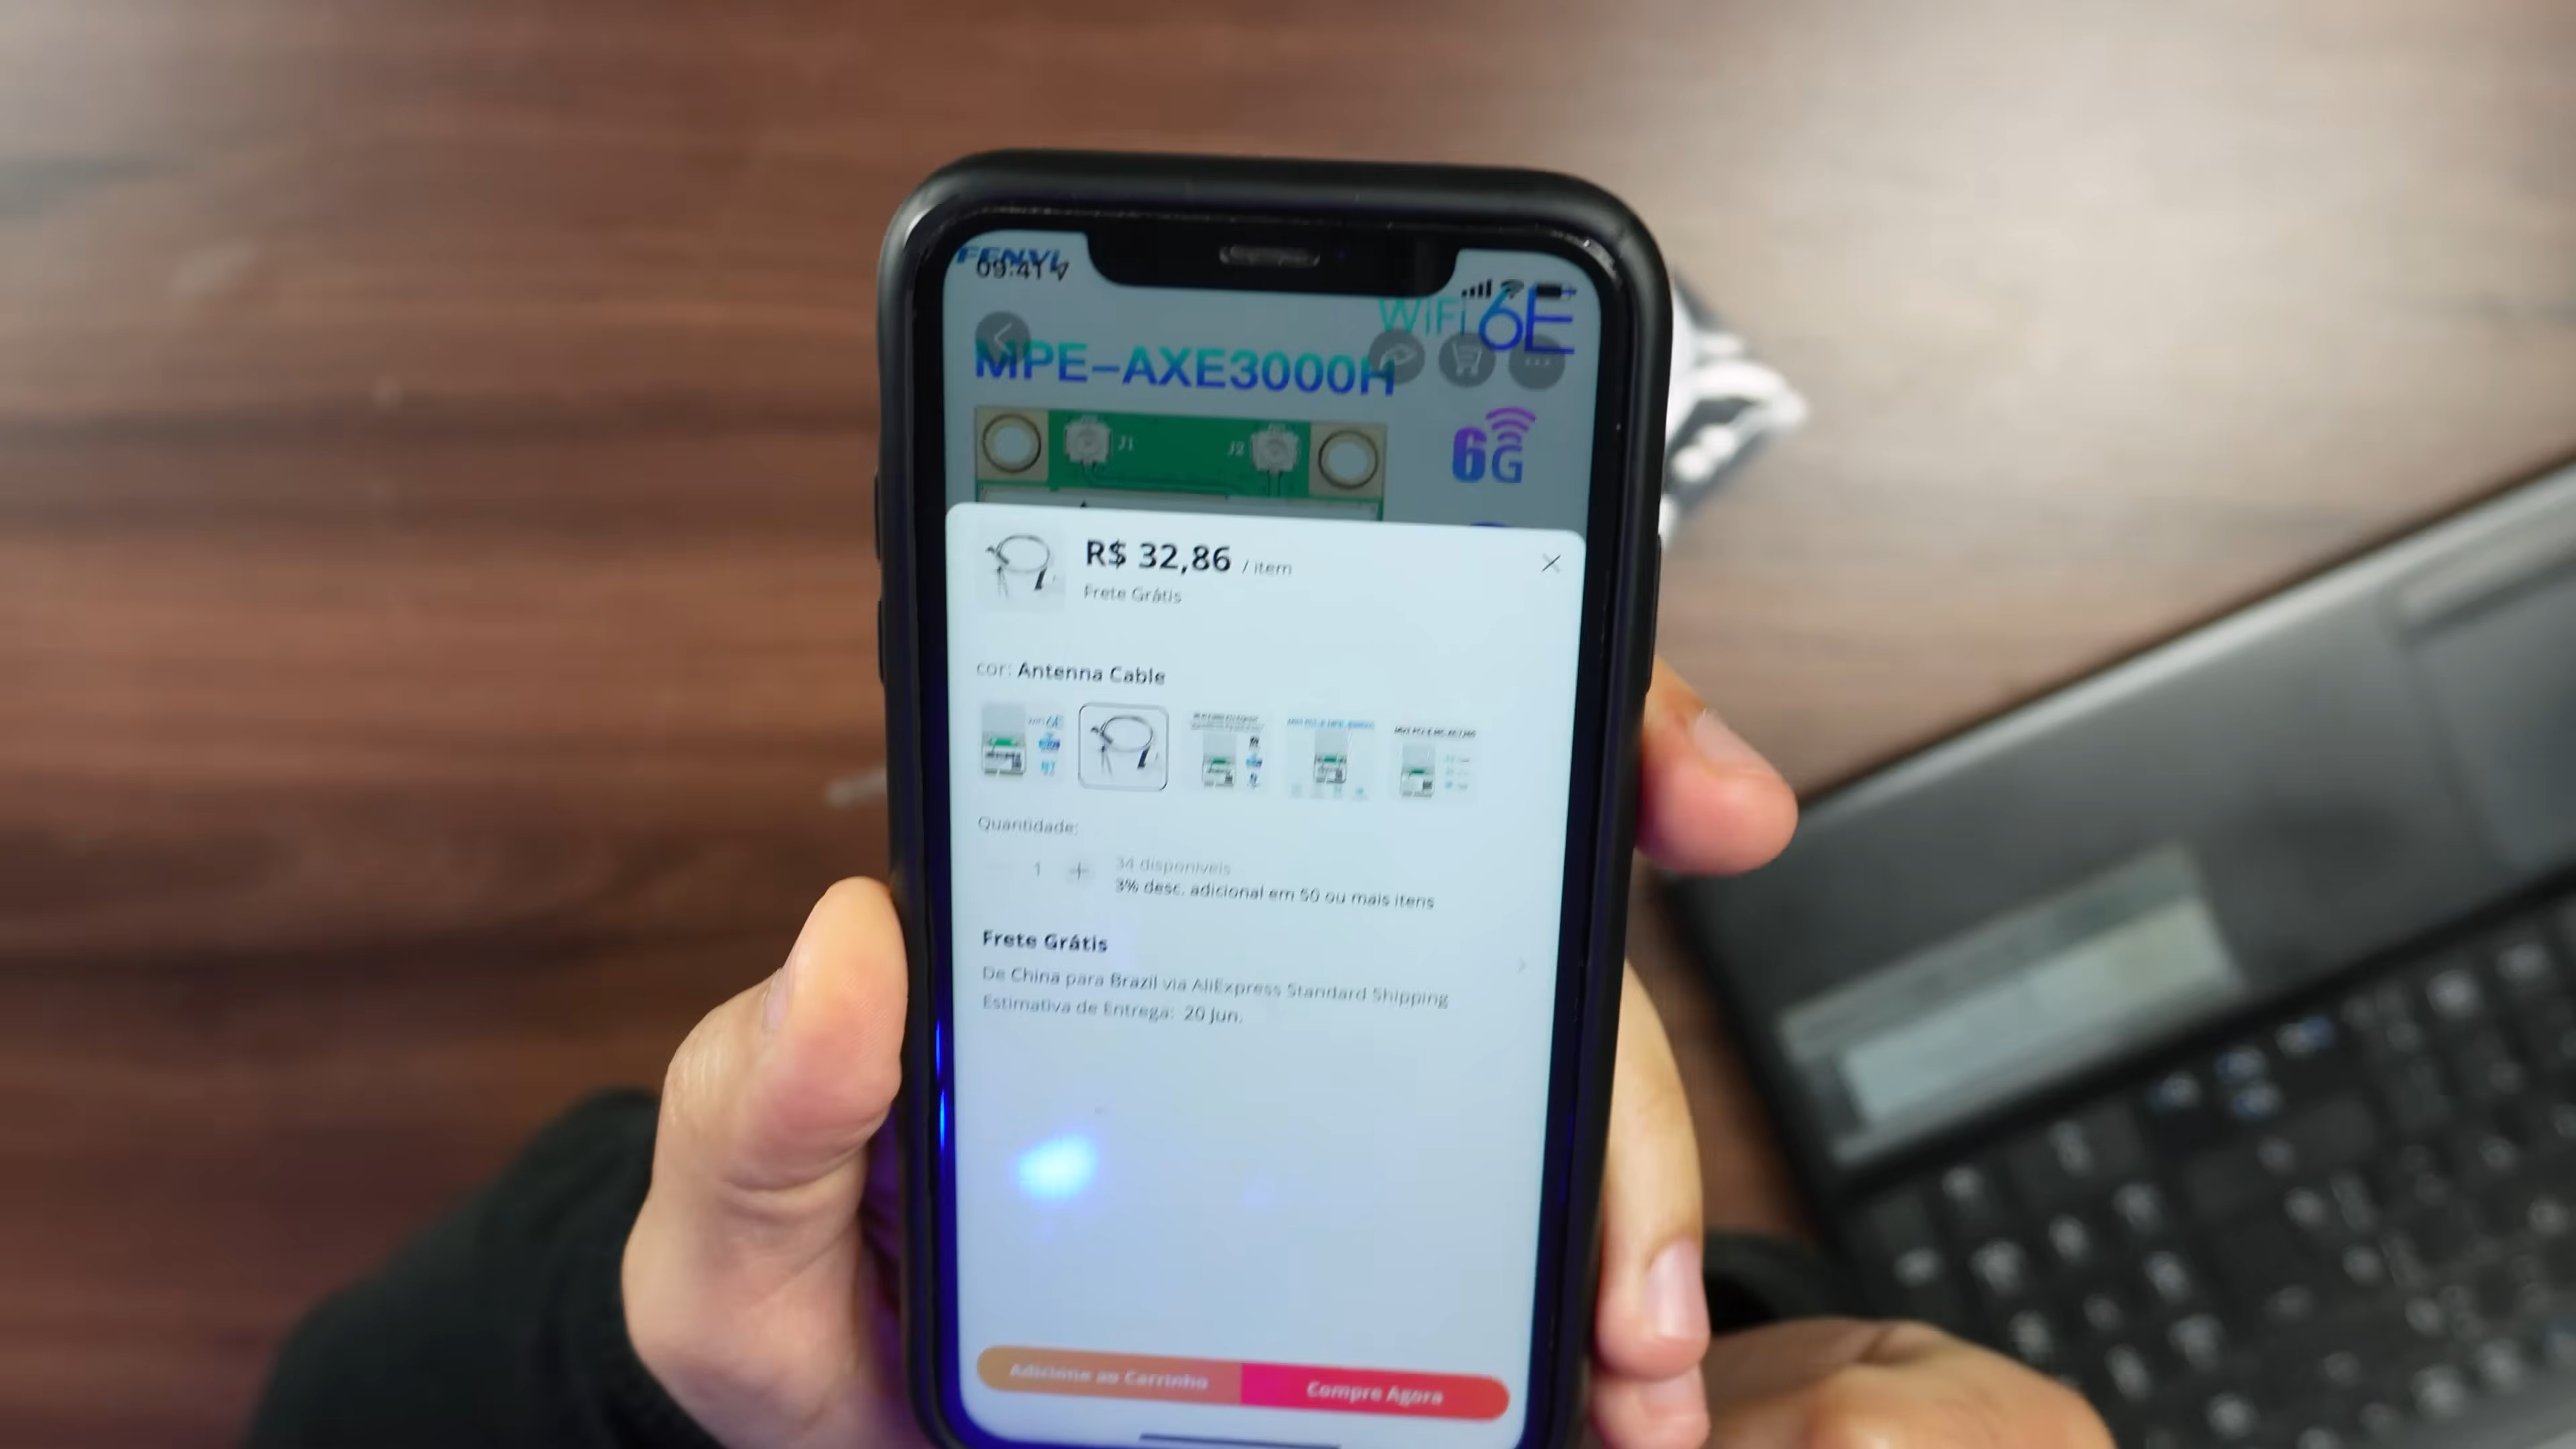 FENVI
09:41
WiFi 6E
MPE-AXE3000H
J1
J2
6G
R$ 32,86 / item
Frete Grátis
cor: Antenna Cable
Quantidade:
1 +
34 disponíveis
3% desc. adicional em 50 ou mais itens
Frete Grátis
De China para Brazil via AliExpress Standard Shipping
Estimativa de Entrega: 20 jun.
Adicione ao Carrinho
Compre Agora